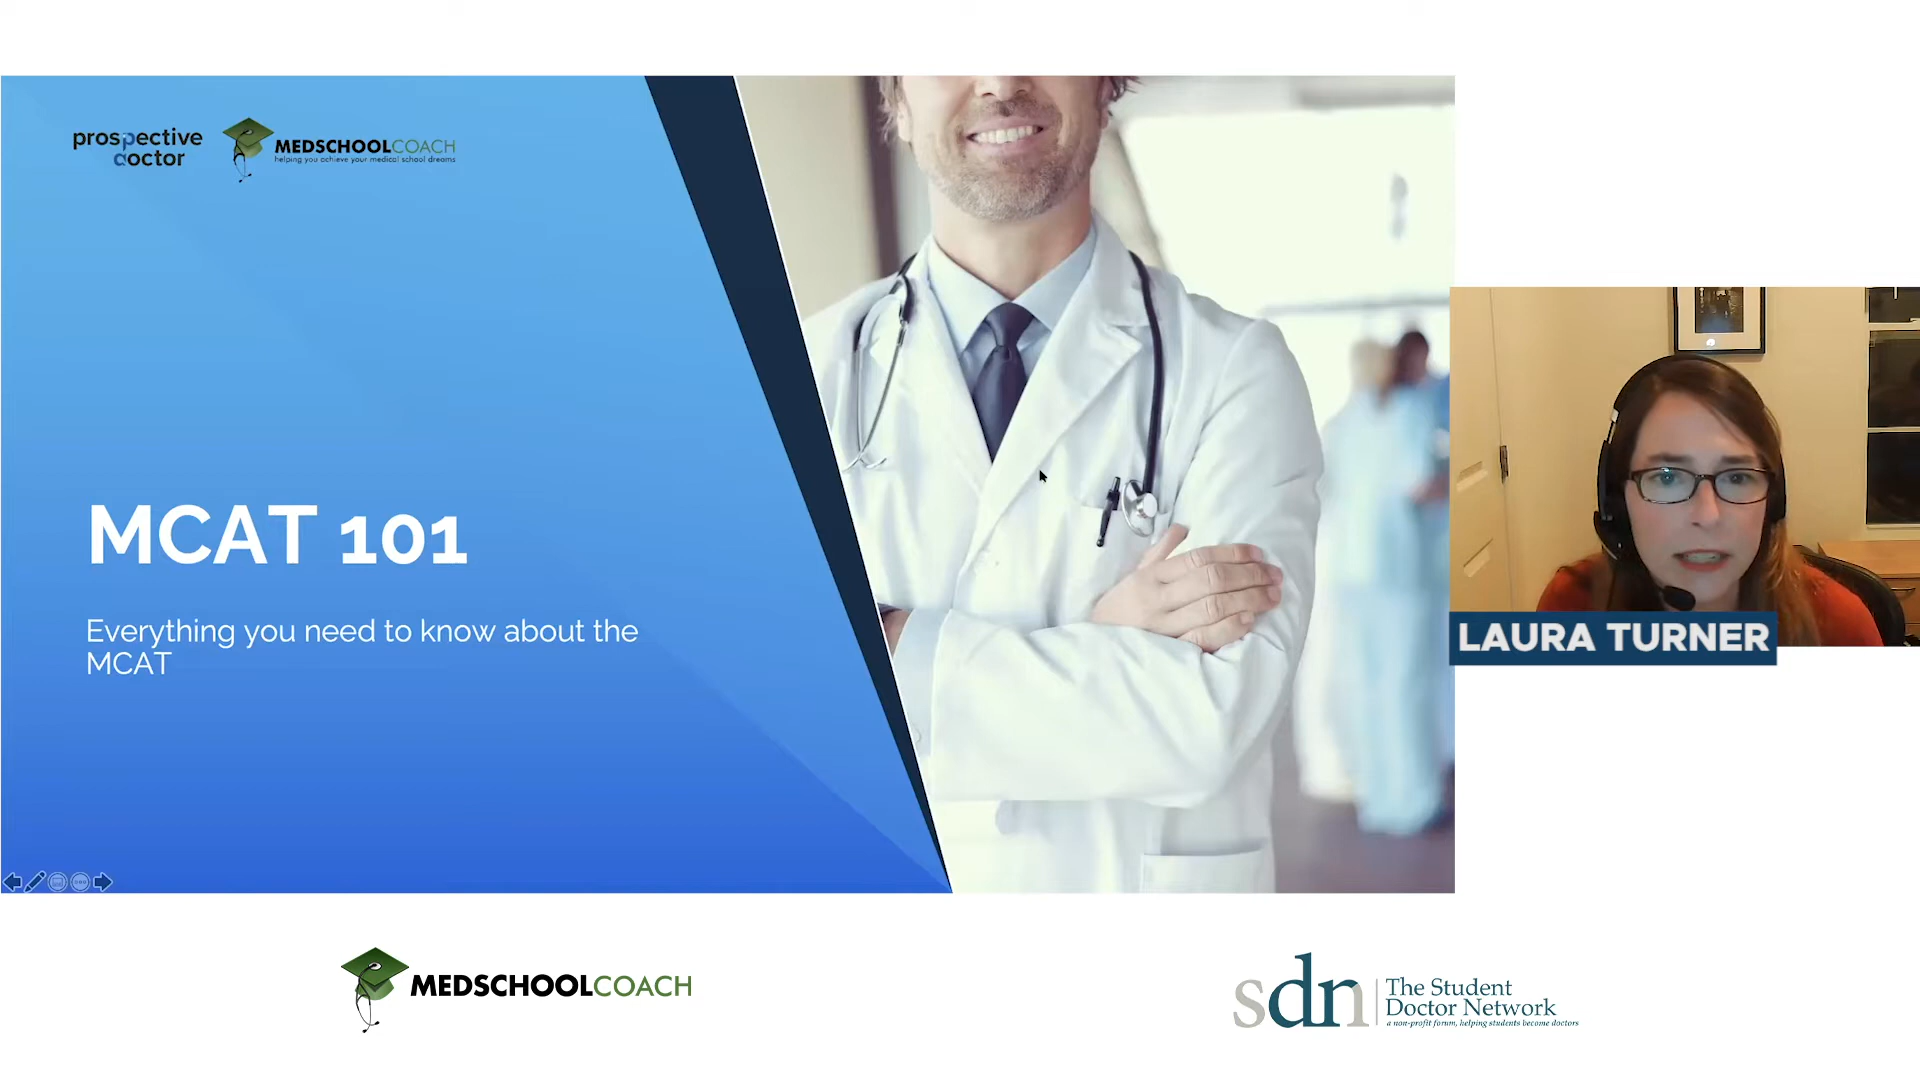 prospective
doctor
MEDSCHOOLCOACH
helping you achieve your medical school dreams
MCAT 101
Everything you need to know about the
MCAT
LAURA TURNER
MEDSCHOOLCOACH
sdn
The Student
Doctor Network
a non-profit forum, helping students become doctors